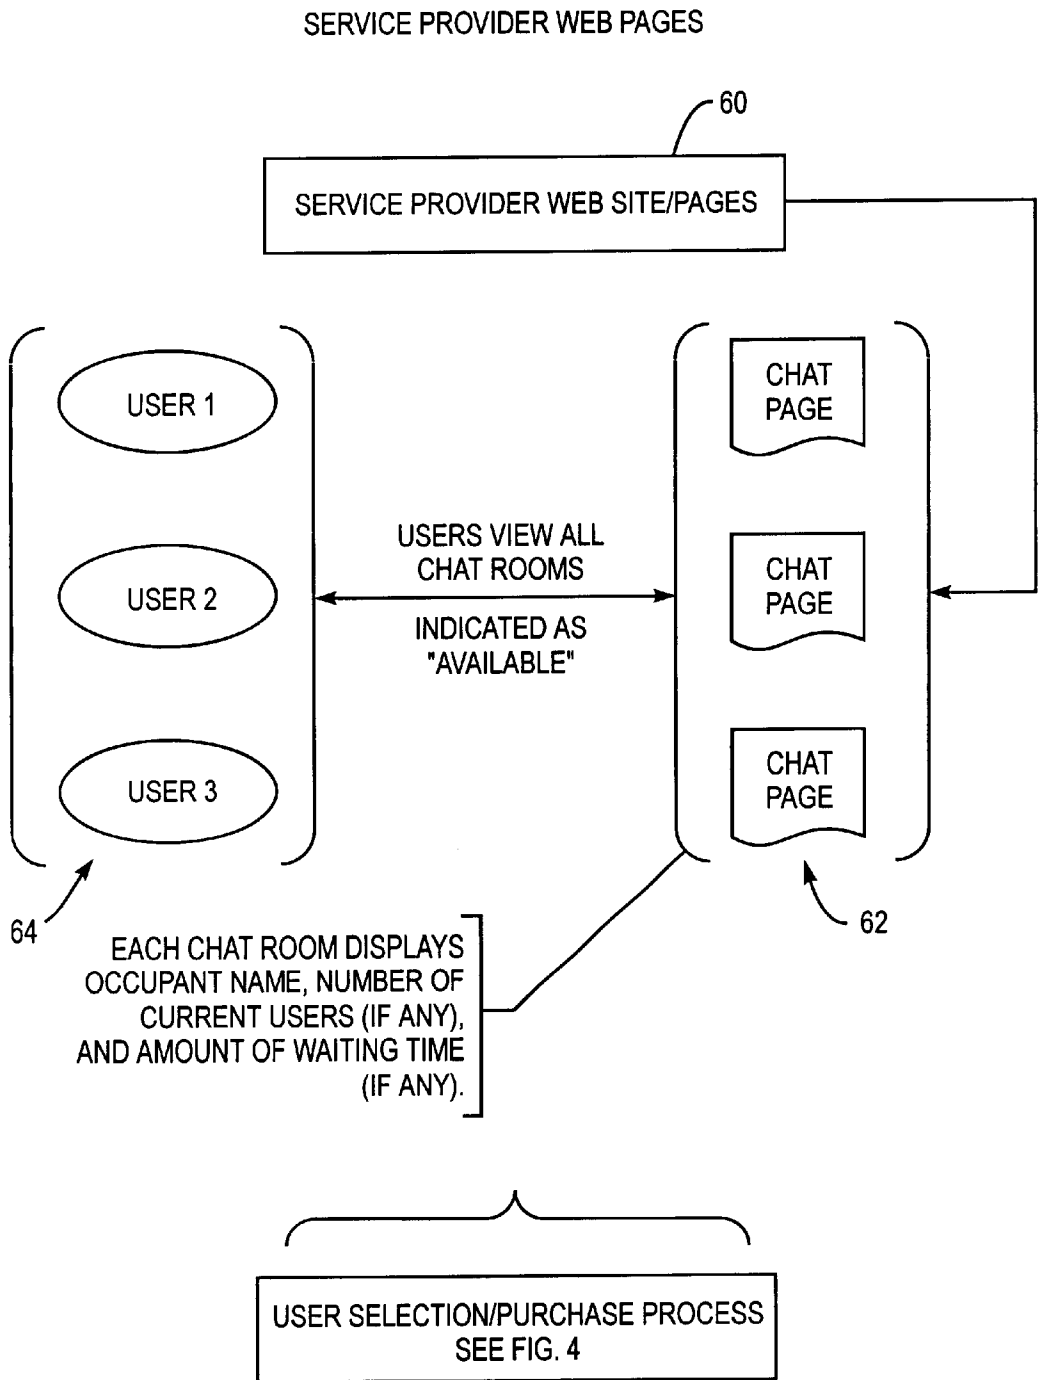 SERVICE PROVIDER WEB PAGES
60
SERVICE PROVIDER WEB SITE/PAGES
USER 1
CHAT
PAGE
USERS VIEW ALL
CHAT ROOMS
INDICATED AS
"AVAILABLE"
USER 2
CHAT
PAGE
USER 3
CHAT
PAGE
64
62
EACH CHAT ROOM DISPLAYS
OCCUPANT NAME, NUMBER OF
CURRENT USERS (IF ANY),
AND AMOUNT OF WAITING TIME
(IF ANY).
USER SELECTION/PURCHASE PROCESS
SEE FIG. 4